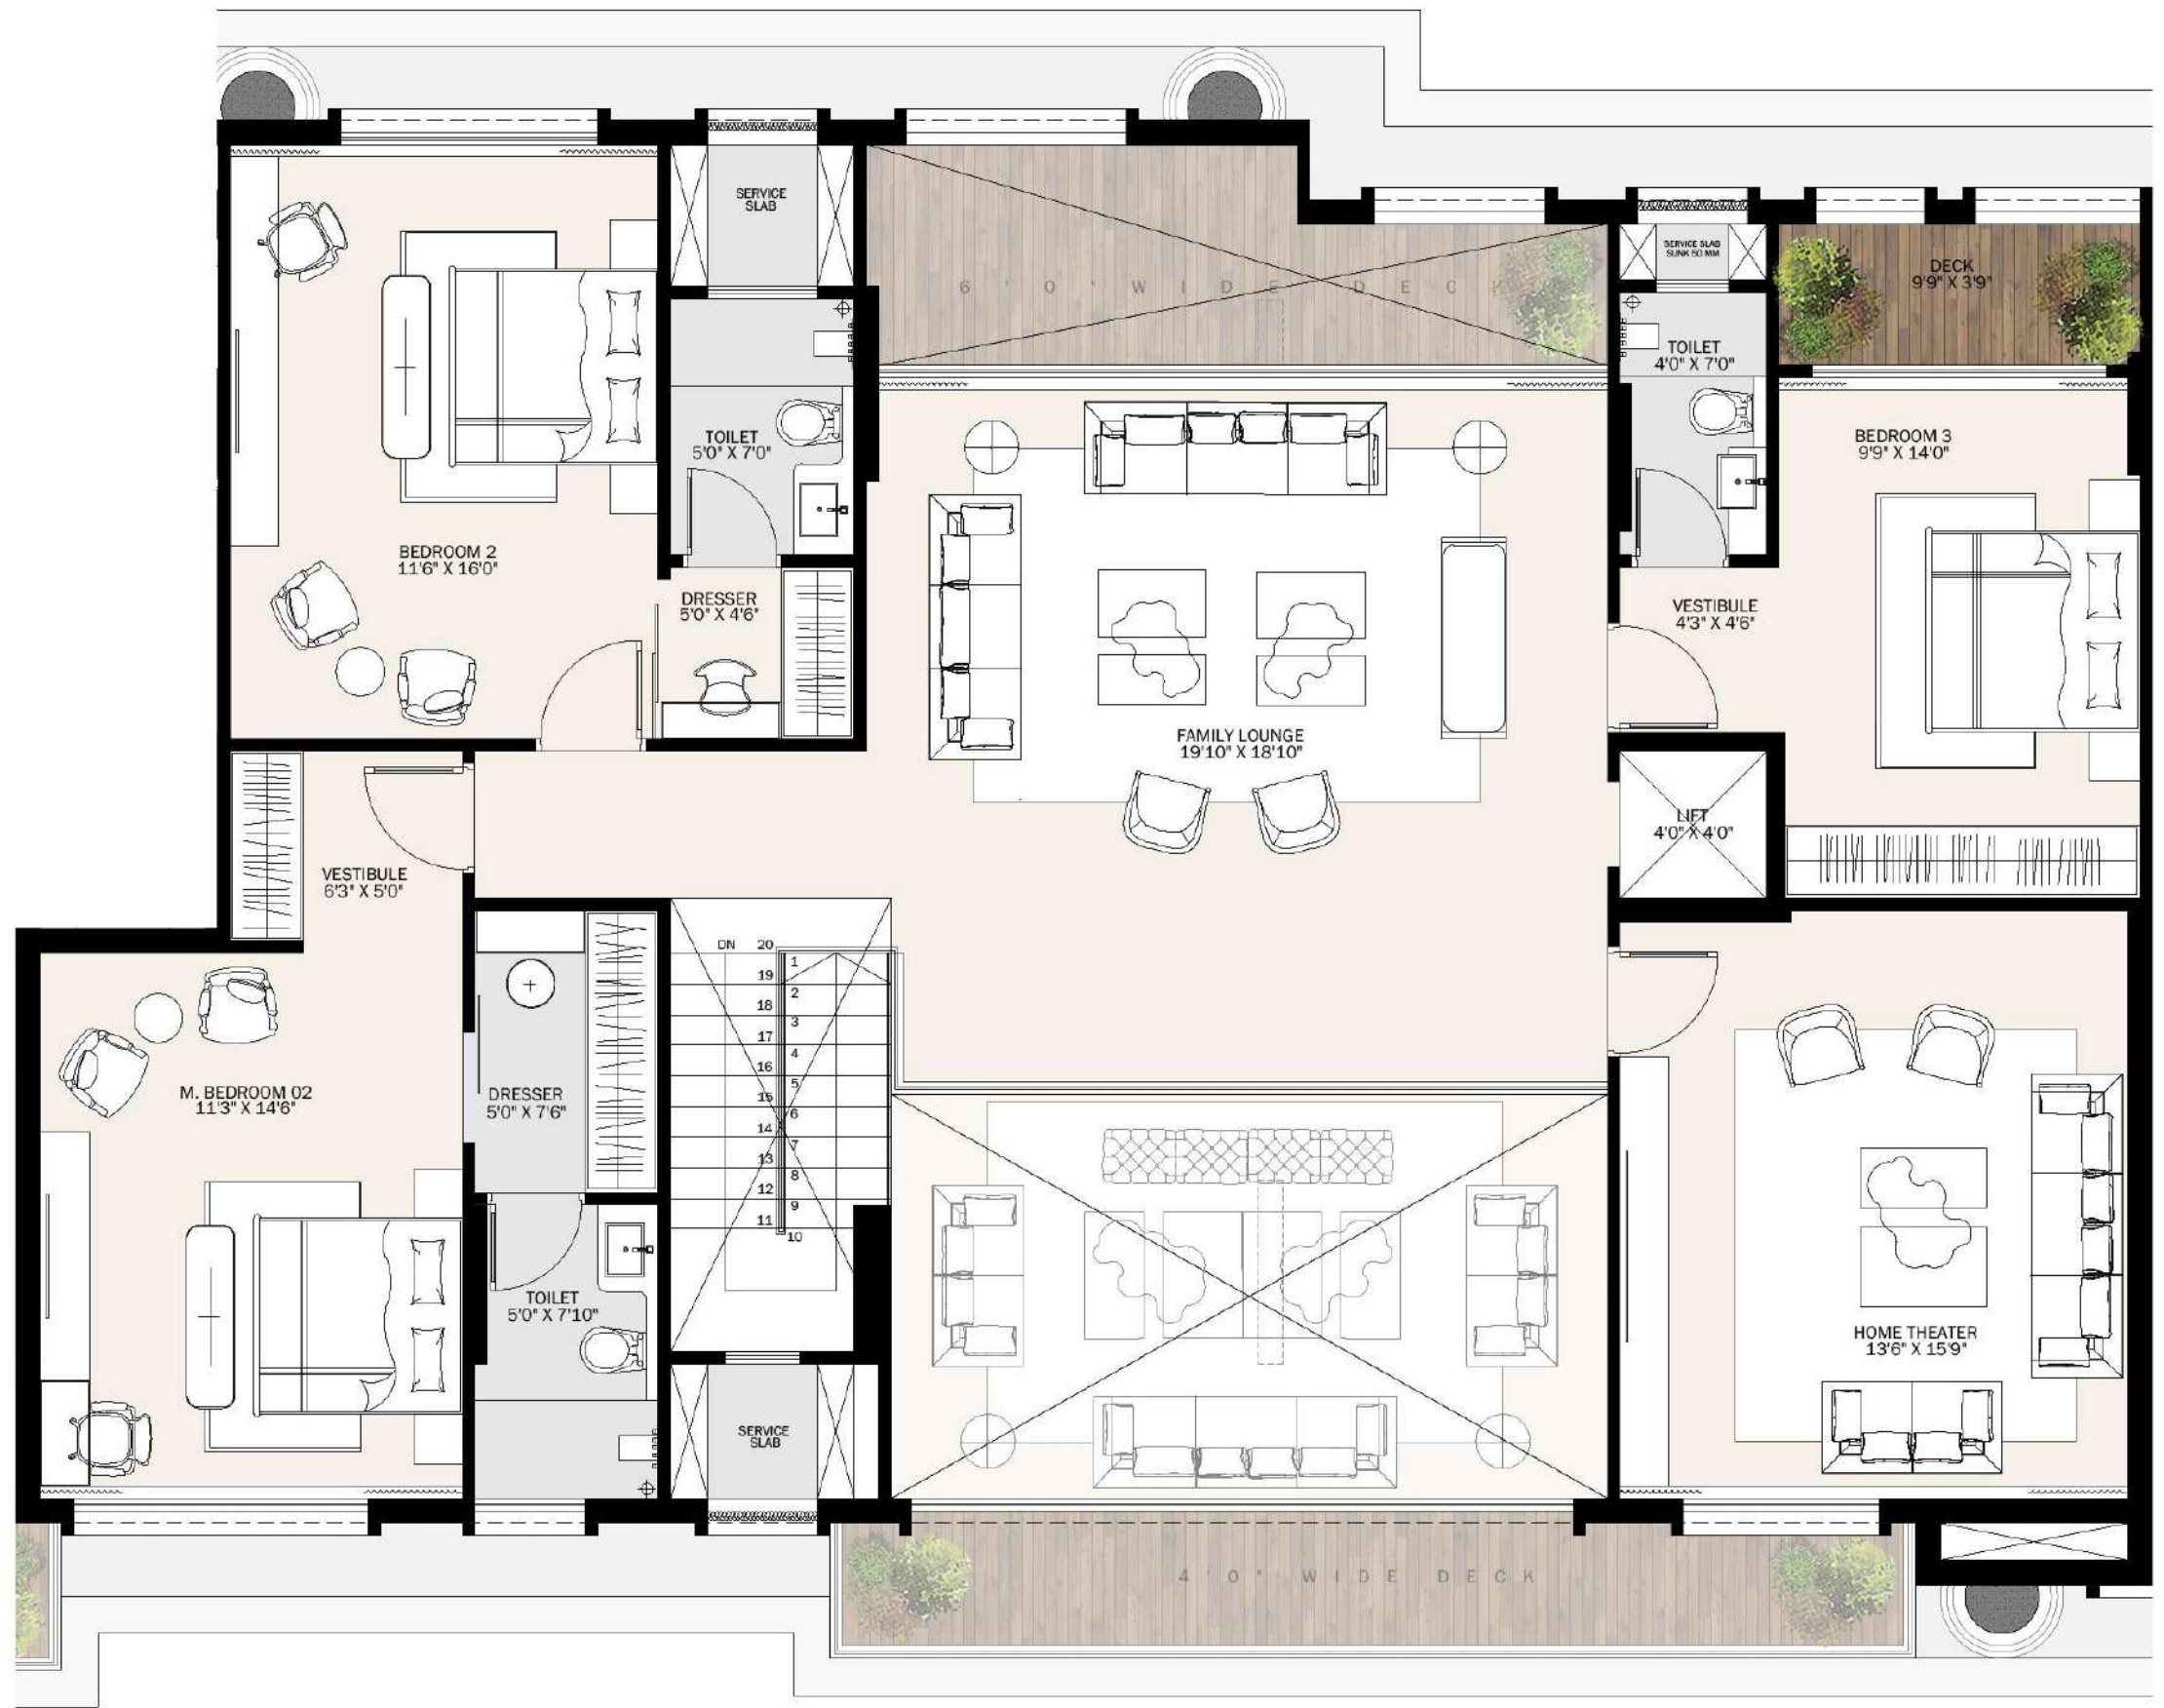 SERVICE
SLAB
SERVICE SLAB
SUNK 50 MM
DECK
9'9" X 3'9"
6'0" WIDE DECK
TOILET
4'0" X 7'0"
TOILET
5'0" X 7'0"
BEDROOM 3
9'9" X 14'0"
BEDROOM 2
11'6" X 16'0"
DRESSER
5'0" X 4'6"
VESTIBULE
4'3" X 4'6"
FAMILY LOUNGE
19'10" X 18'10"
LIFT
4'0" X 4'0"
VESTIBULE
6'3" X 5'0"
DN 20
1
19
2
18
3
17
4
16
5
15
6
14
7
13
8
12
9
11
10
M. BEDROOM 02
11'3" X 14'6"
DRESSER
5'0" X 7'6"
TOILET
5'0" X 7'10"
HOME THEATER
13'6" X 15'9"
SERVICE
SLAB
4'0" WIDE DECK